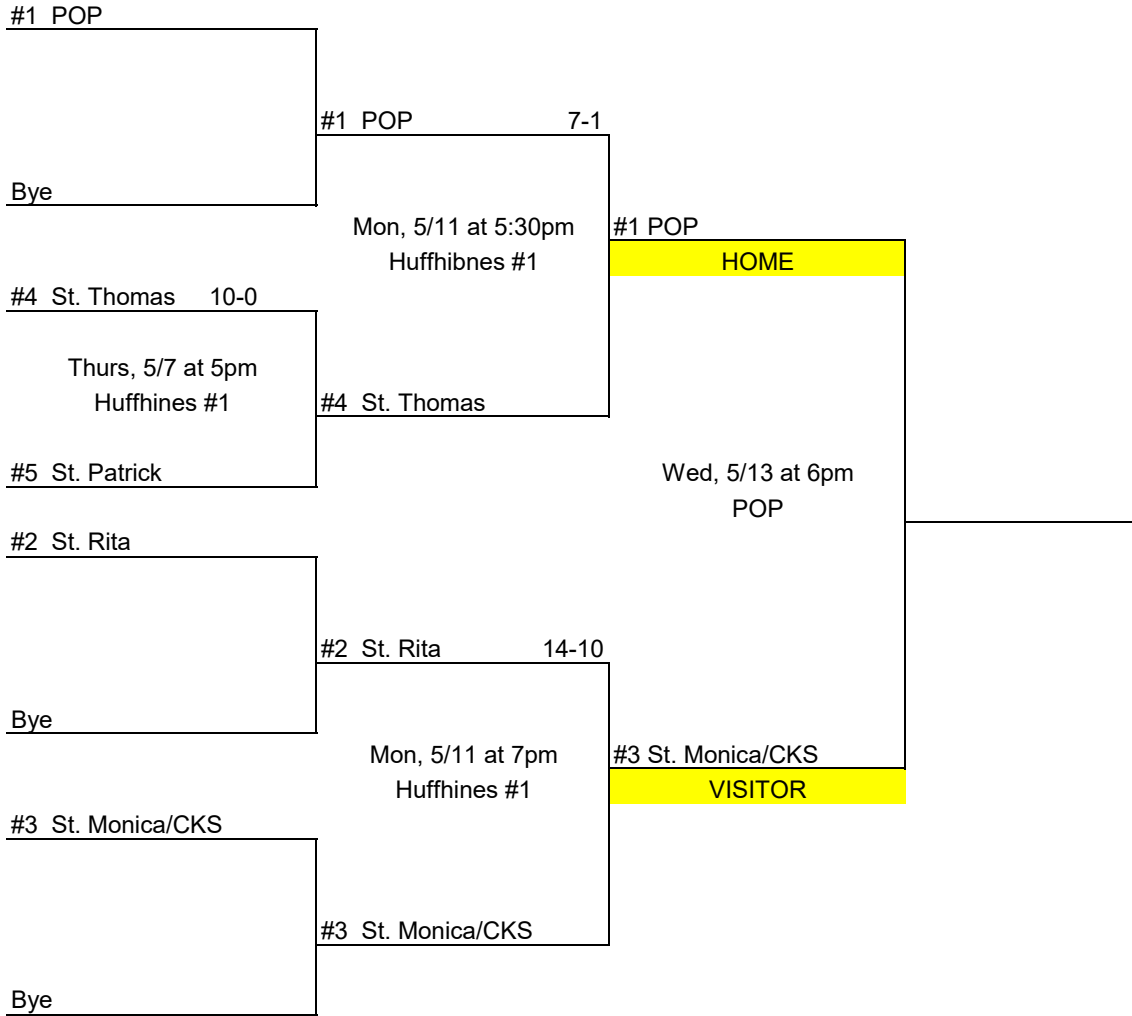 #1 POP
#1 POP 7-1
Bye
Mon, 5/11 at 5:30pm
Huffhibnes #1
#1 POP
HOME
#4 St. Thomas 10-0
Thurs, 5/7 at 5pm
Huffhines #1
#4 St. Thomas
#5 St. Patrick
Wed, 5/13 at 6pm
POP
#2 St. Rita
#2 St. Rita 14-10
Bye
Mon, 5/11 at 7pm
Huffhines #1
#3 St. Monica/CKS
VISITOR
#3 St. Monica/CKS
#3 St. Monica/CKS
Bye